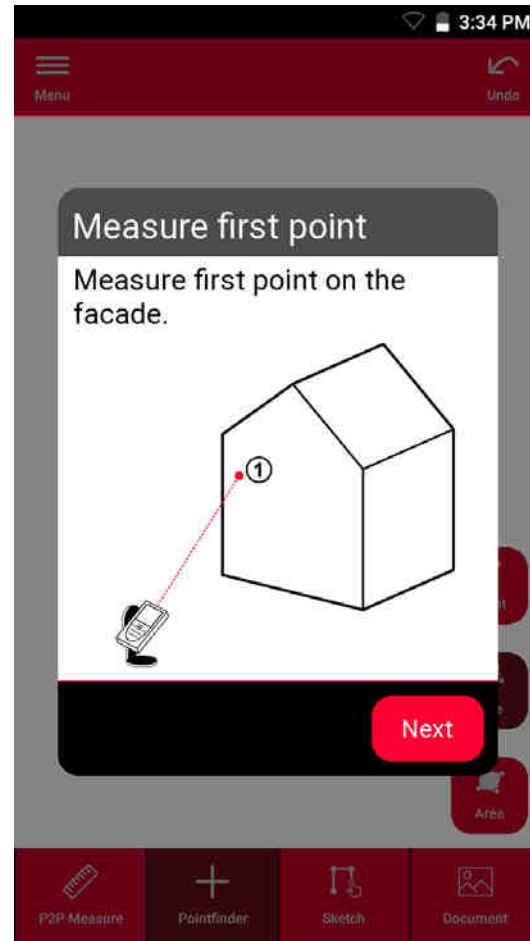 3:34 PM
Menu
Undo
Measure first point
Measure first point on the
facade.
1
Next
Area
P2P Measure
Pointfinder
Sketch
Document